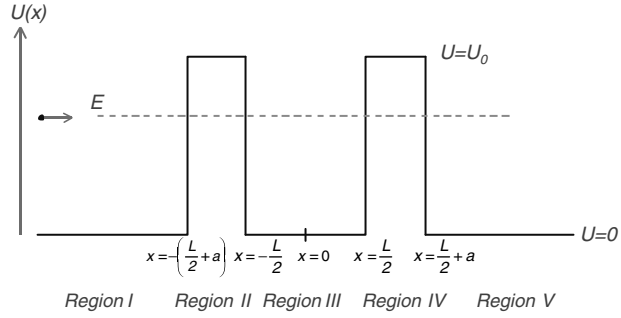 U(x)
U=U₀
E
U=0
x=-(L/2+a) x=-L/2 x=0 x=L/2 x=L/2+a
Region I Region II Region III Region IV Region V